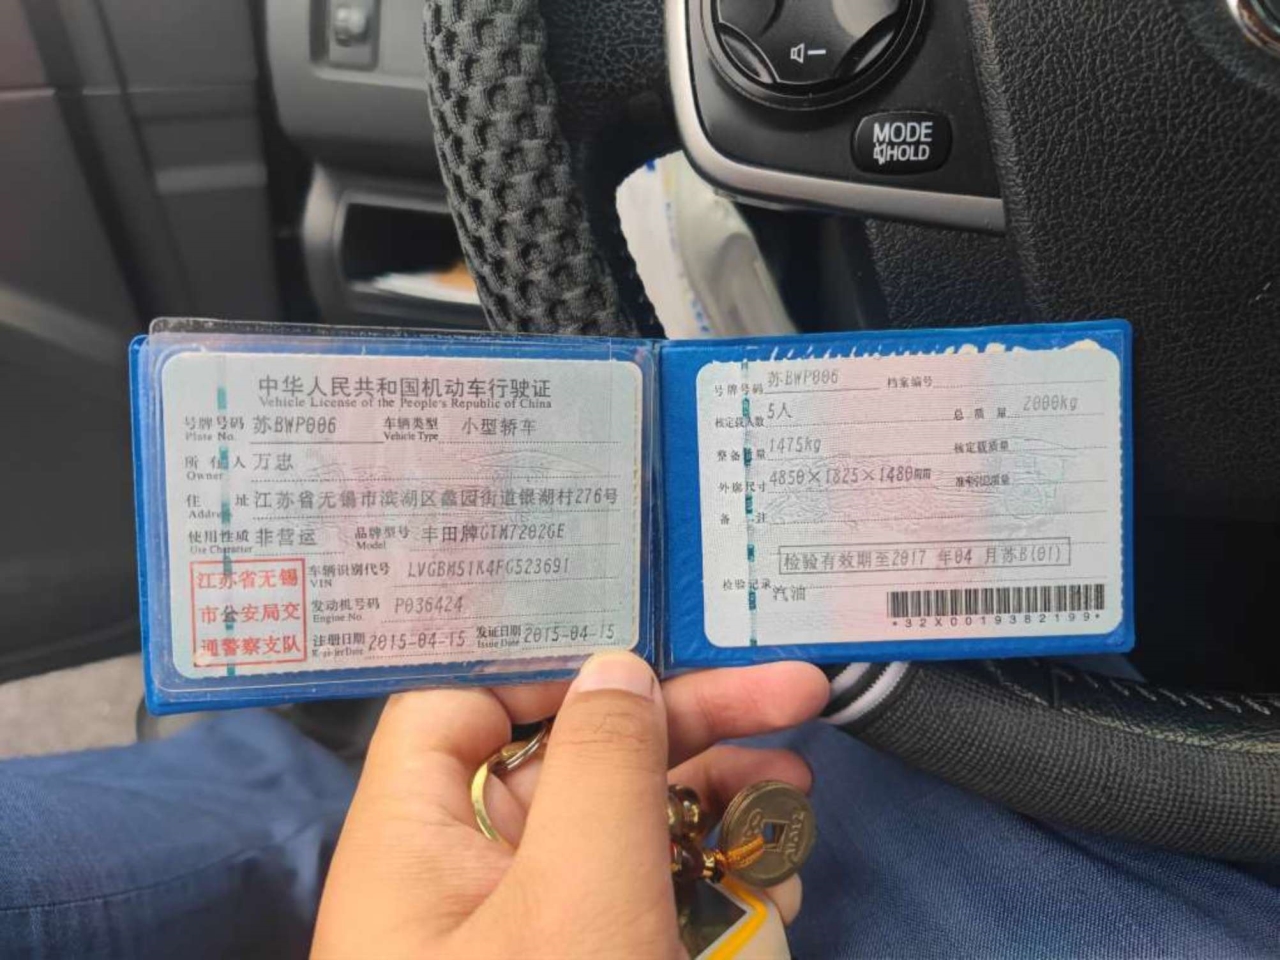 MODE
HOLD
中华人民共和国机动车行驶证
Vehicle License of the People's Republic of China
号牌号码 苏BWP006 车辆类型 小型轿车
Plate No. Vehicle Type
所有人 万忠
Owner
住址 江苏省无锡市滨湖区蠡园街道银湖村276号
Address
使用性质 非营运 品牌型号 丰田牌GTM7202GE
Use Character Model
江苏省无锡
市公安局交
通警察支队
车辆识别代号 LVGBM51K4FG523691
VIN
发动机号码 P036424
Engine No.
注册日期 2015-04-15 发证日期 2015-04-15
Register Date Issue Date
号牌号码 苏BWP006 档案编号
核定载人数 5人 总质量 2000kg
整备质量 1475kg 核定载质量
外廓尺寸 4850×1825×1480mm 准牵引总质量
备注
检验有效期至2017 年04 月苏B(01)
检验记录 汽油
*32X0019382199*